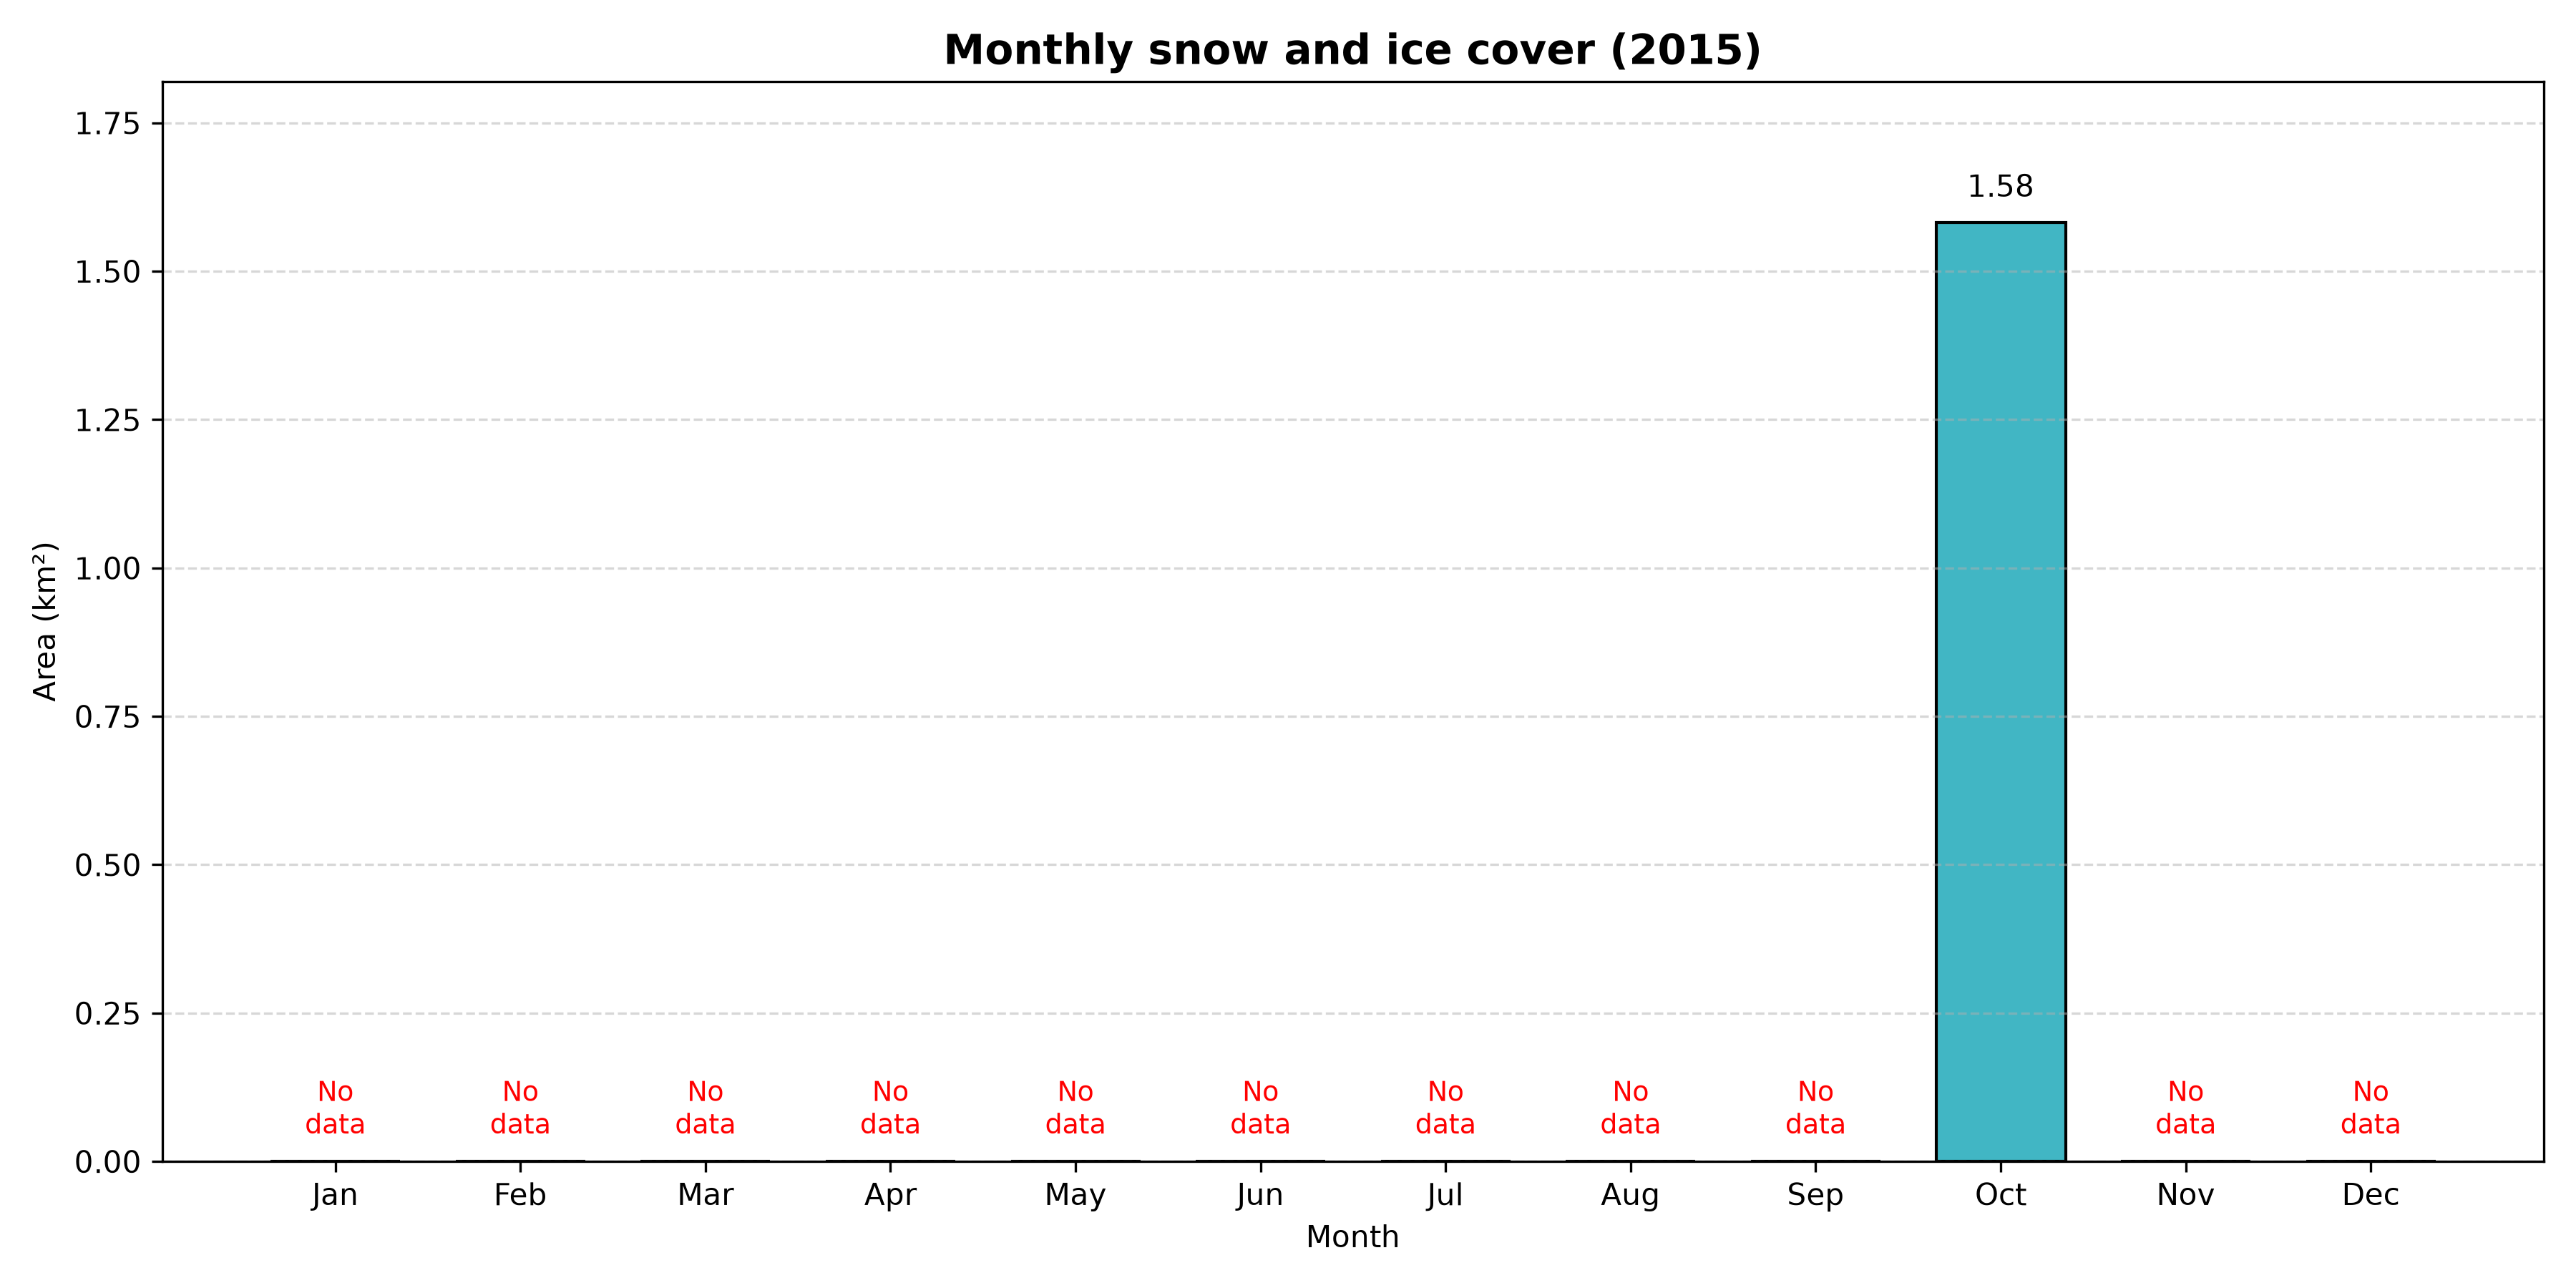 Monthly snow and ice cover (2015)
1.75
1.58
1.50
1.25
1.00
Area (km²)
0.75
0.50
0.25
No data
No data
No data
No data
No data
No data
No data
No data
No data
No data
No data
0.00
Jan Feb Mar Apr May Jun Jul Aug Sep Oct Nov Dec
Month